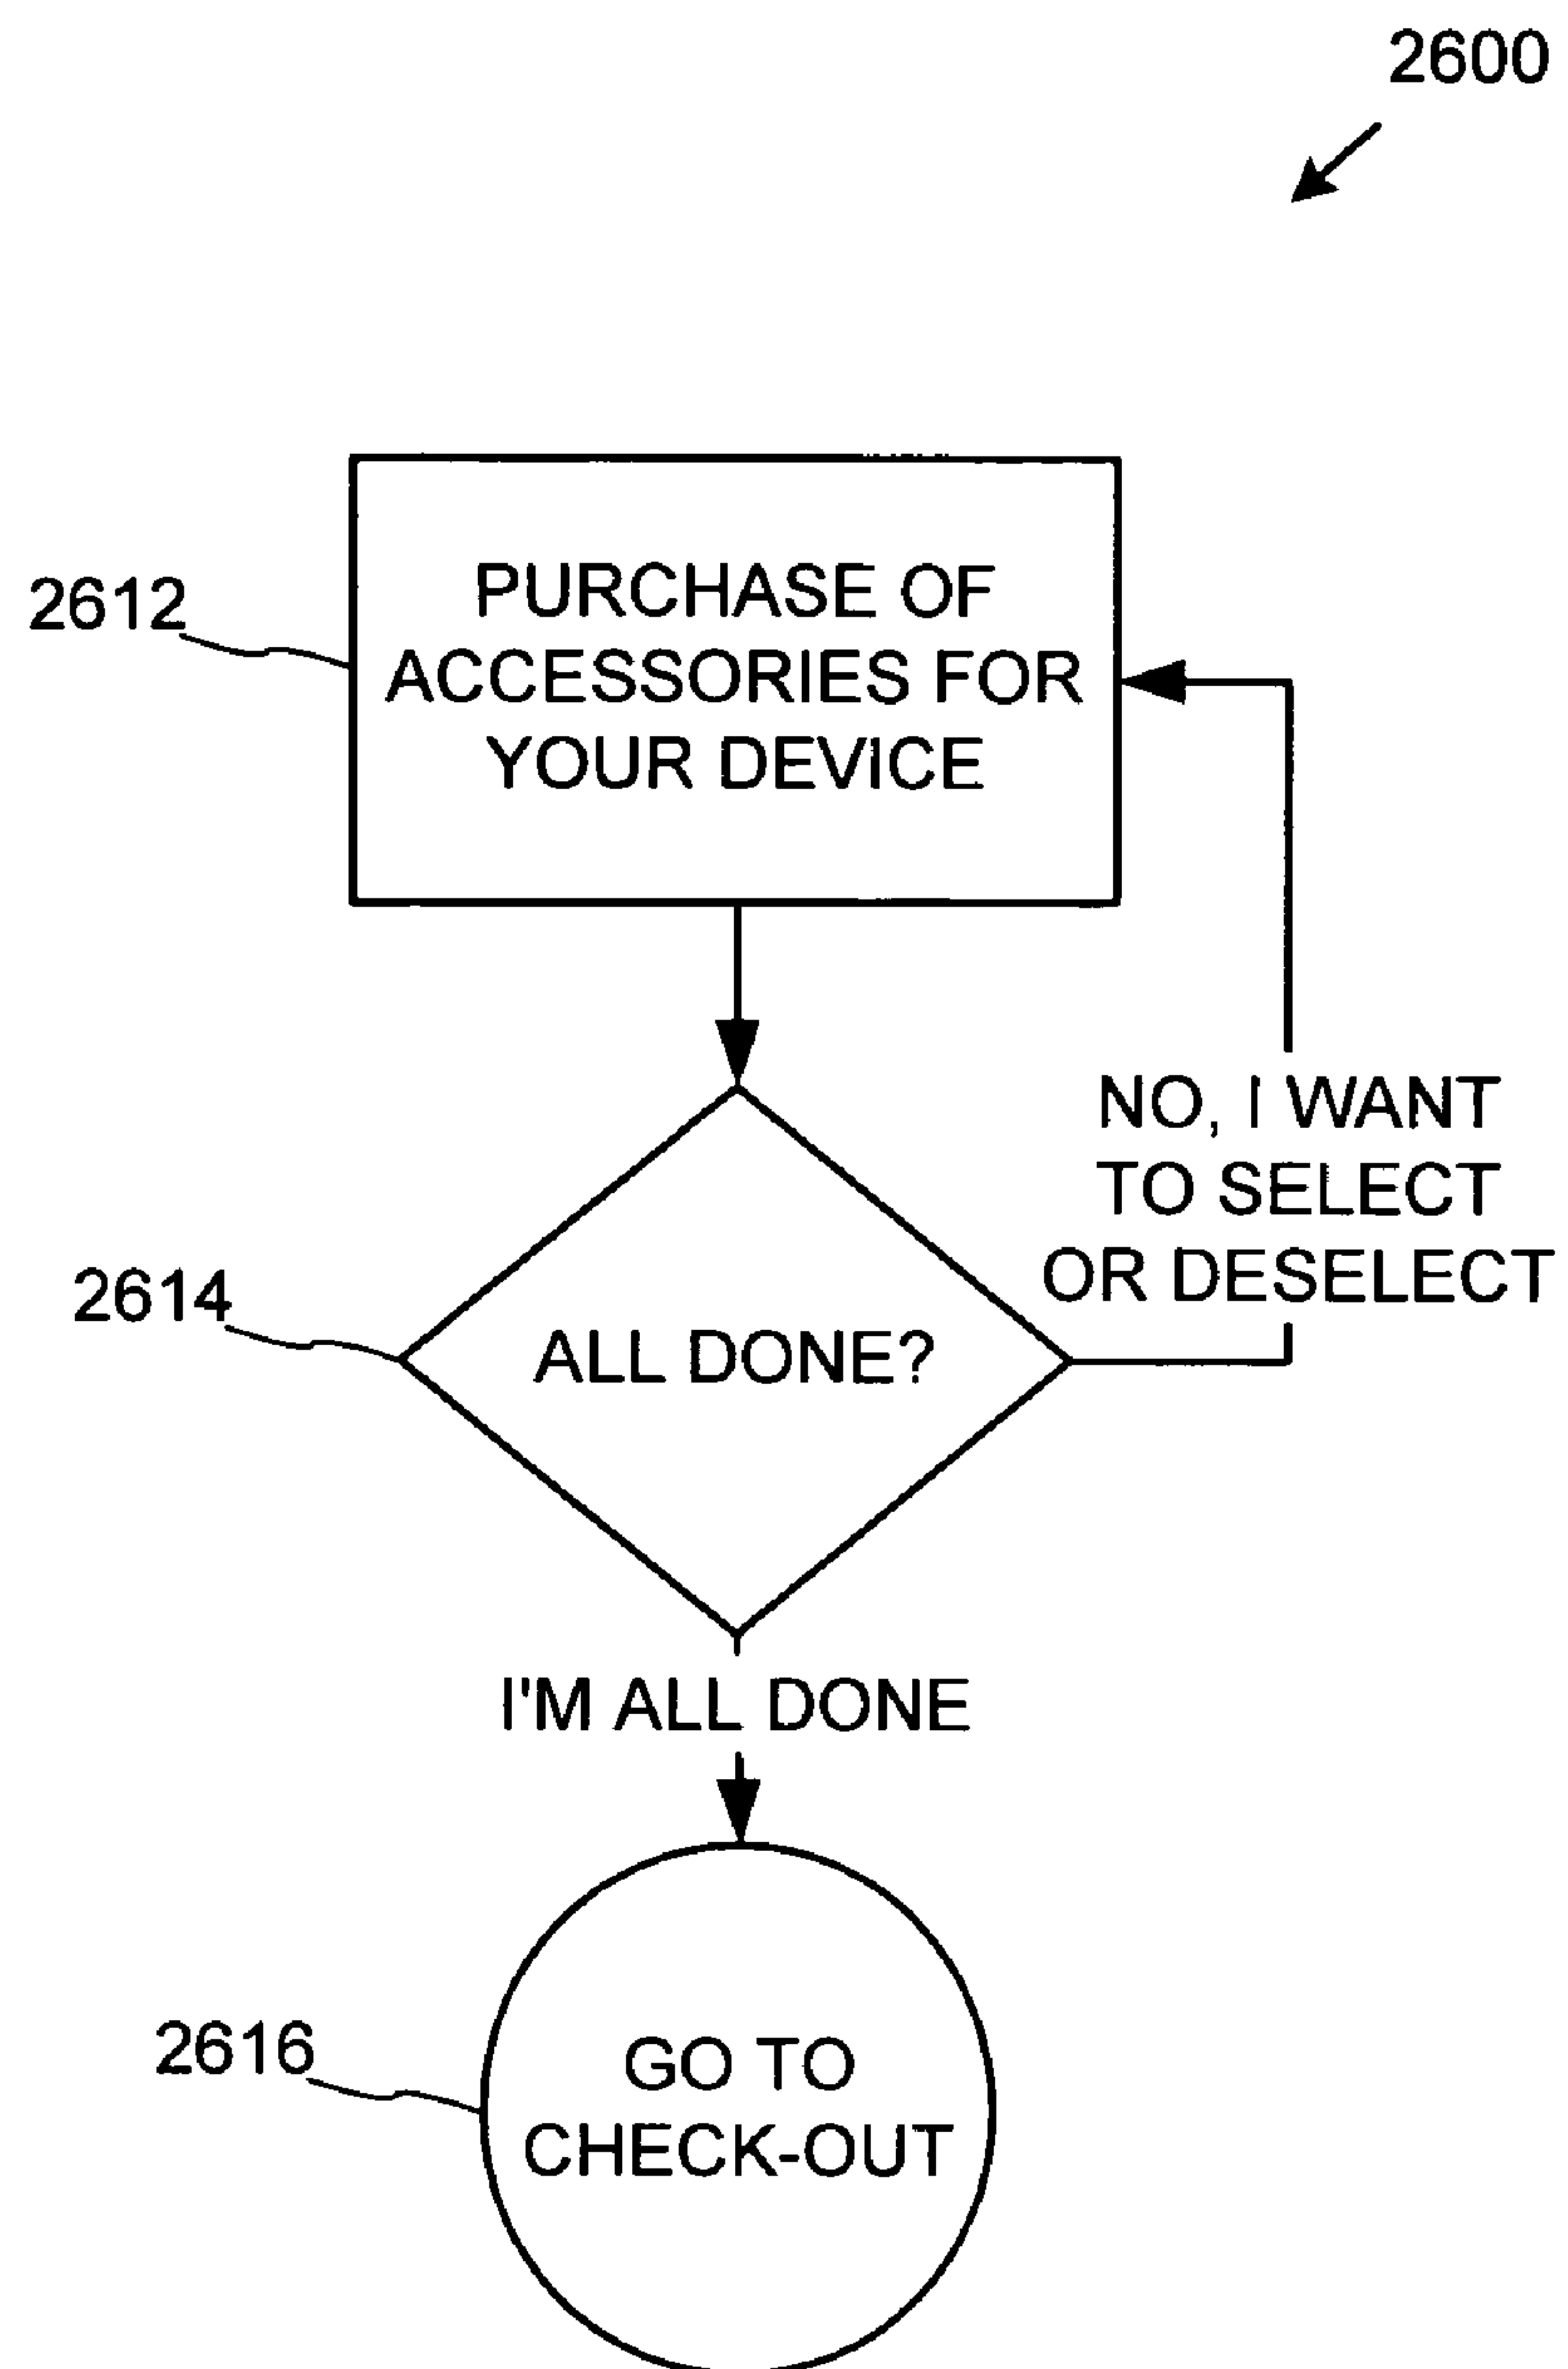 2600
2612
PURCHASE OF
ACCESSORIES FOR
YOUR DEVICE
NO, I WANT
TO SELECT
OR DESELECT
2614
ALL DONE?
I'M ALL DONE
2616
GO TO
CHECK-OUT